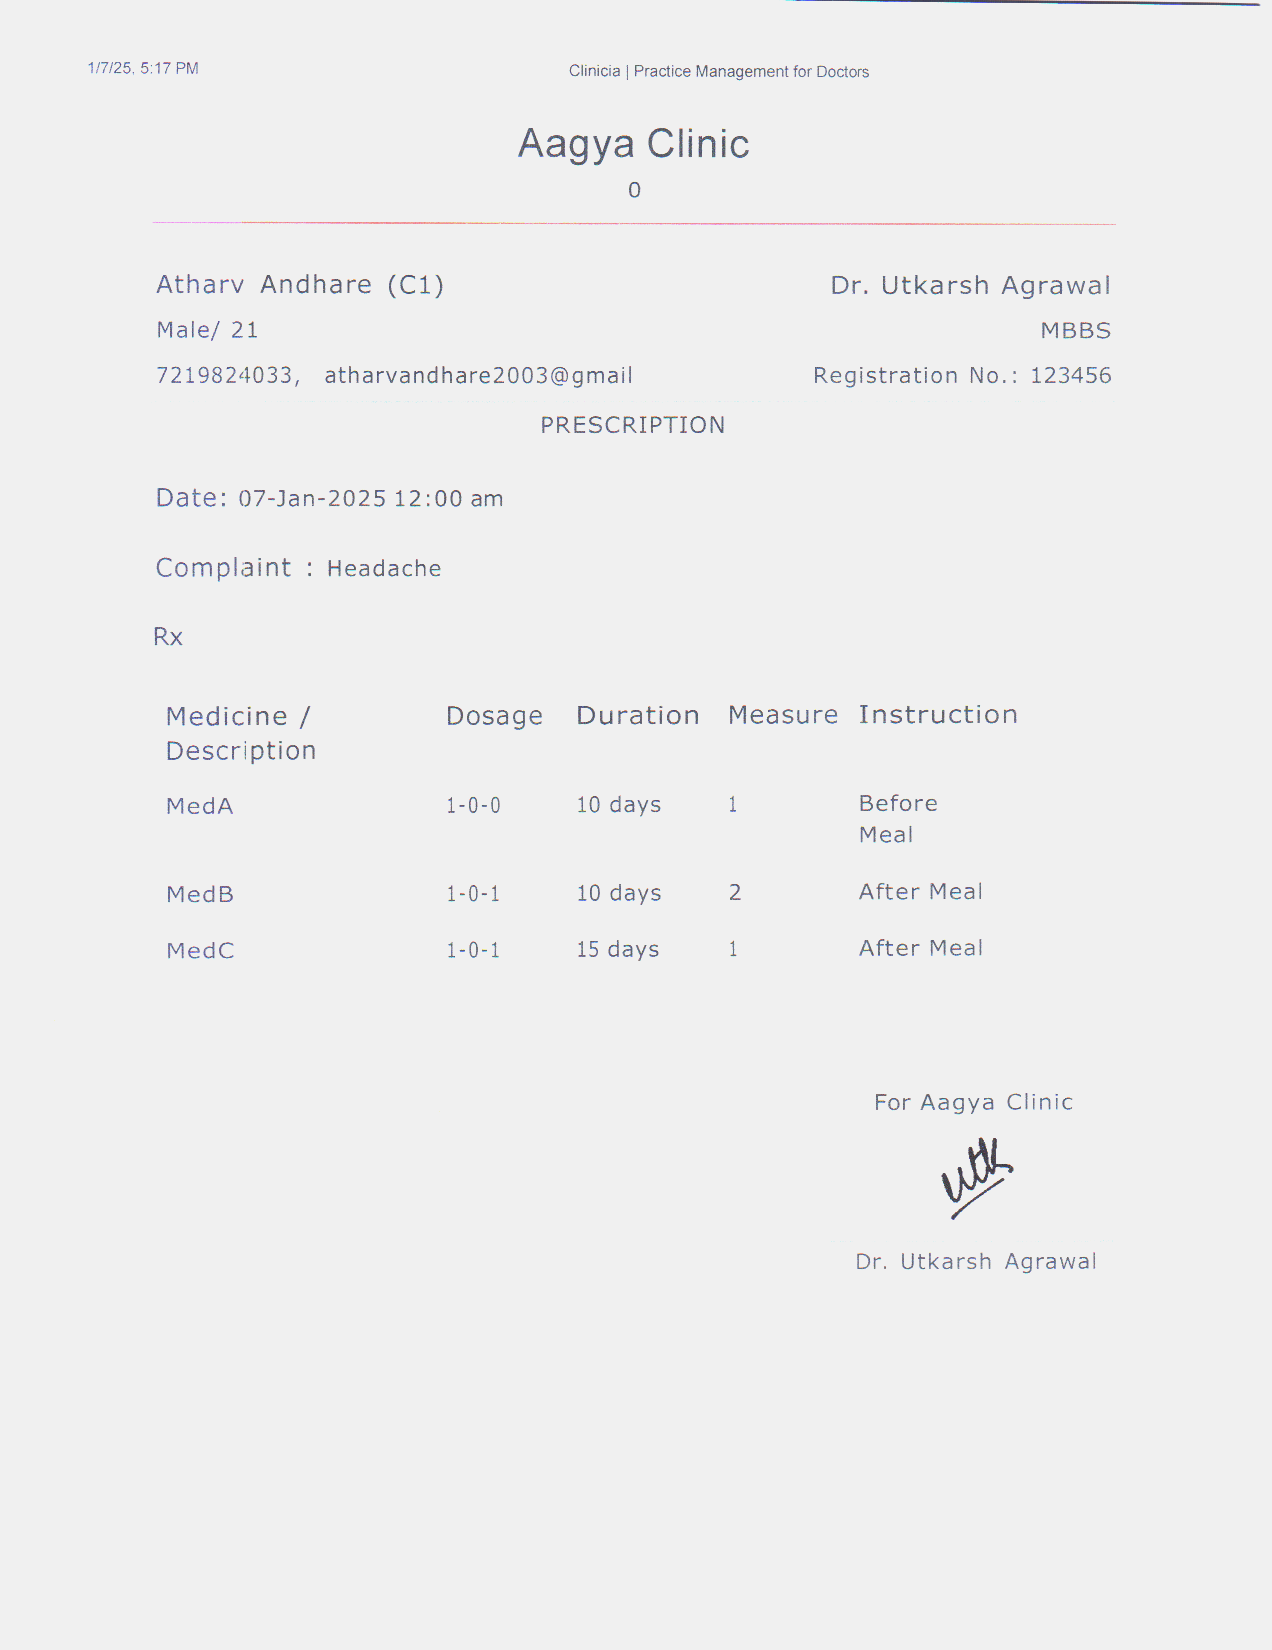 1/7/25, 5:17 PM Clinicia | Practice Management for Doctors
Aagya Clinic
0
Atharv Andhare (C1) Dr. Utkarsh Agrawal
Male/ 21 MBBS
7219824033, atharvandhare2003@gmail Registration No.: 123456
PRESCRIPTION
Date: 07-Jan-2025 12:00 am
Complaint : Headache
Rx
Medicine / Dosage Duration Measure Instruction
Description
MedA 1-0-0 10 days 1 Before
Meal
MedB 1-0-1 10 days 2 After Meal
MedC 1-0-1 15 days 1 After Meal
For Aagya Clinic
utk
Dr. Utkarsh Agrawal